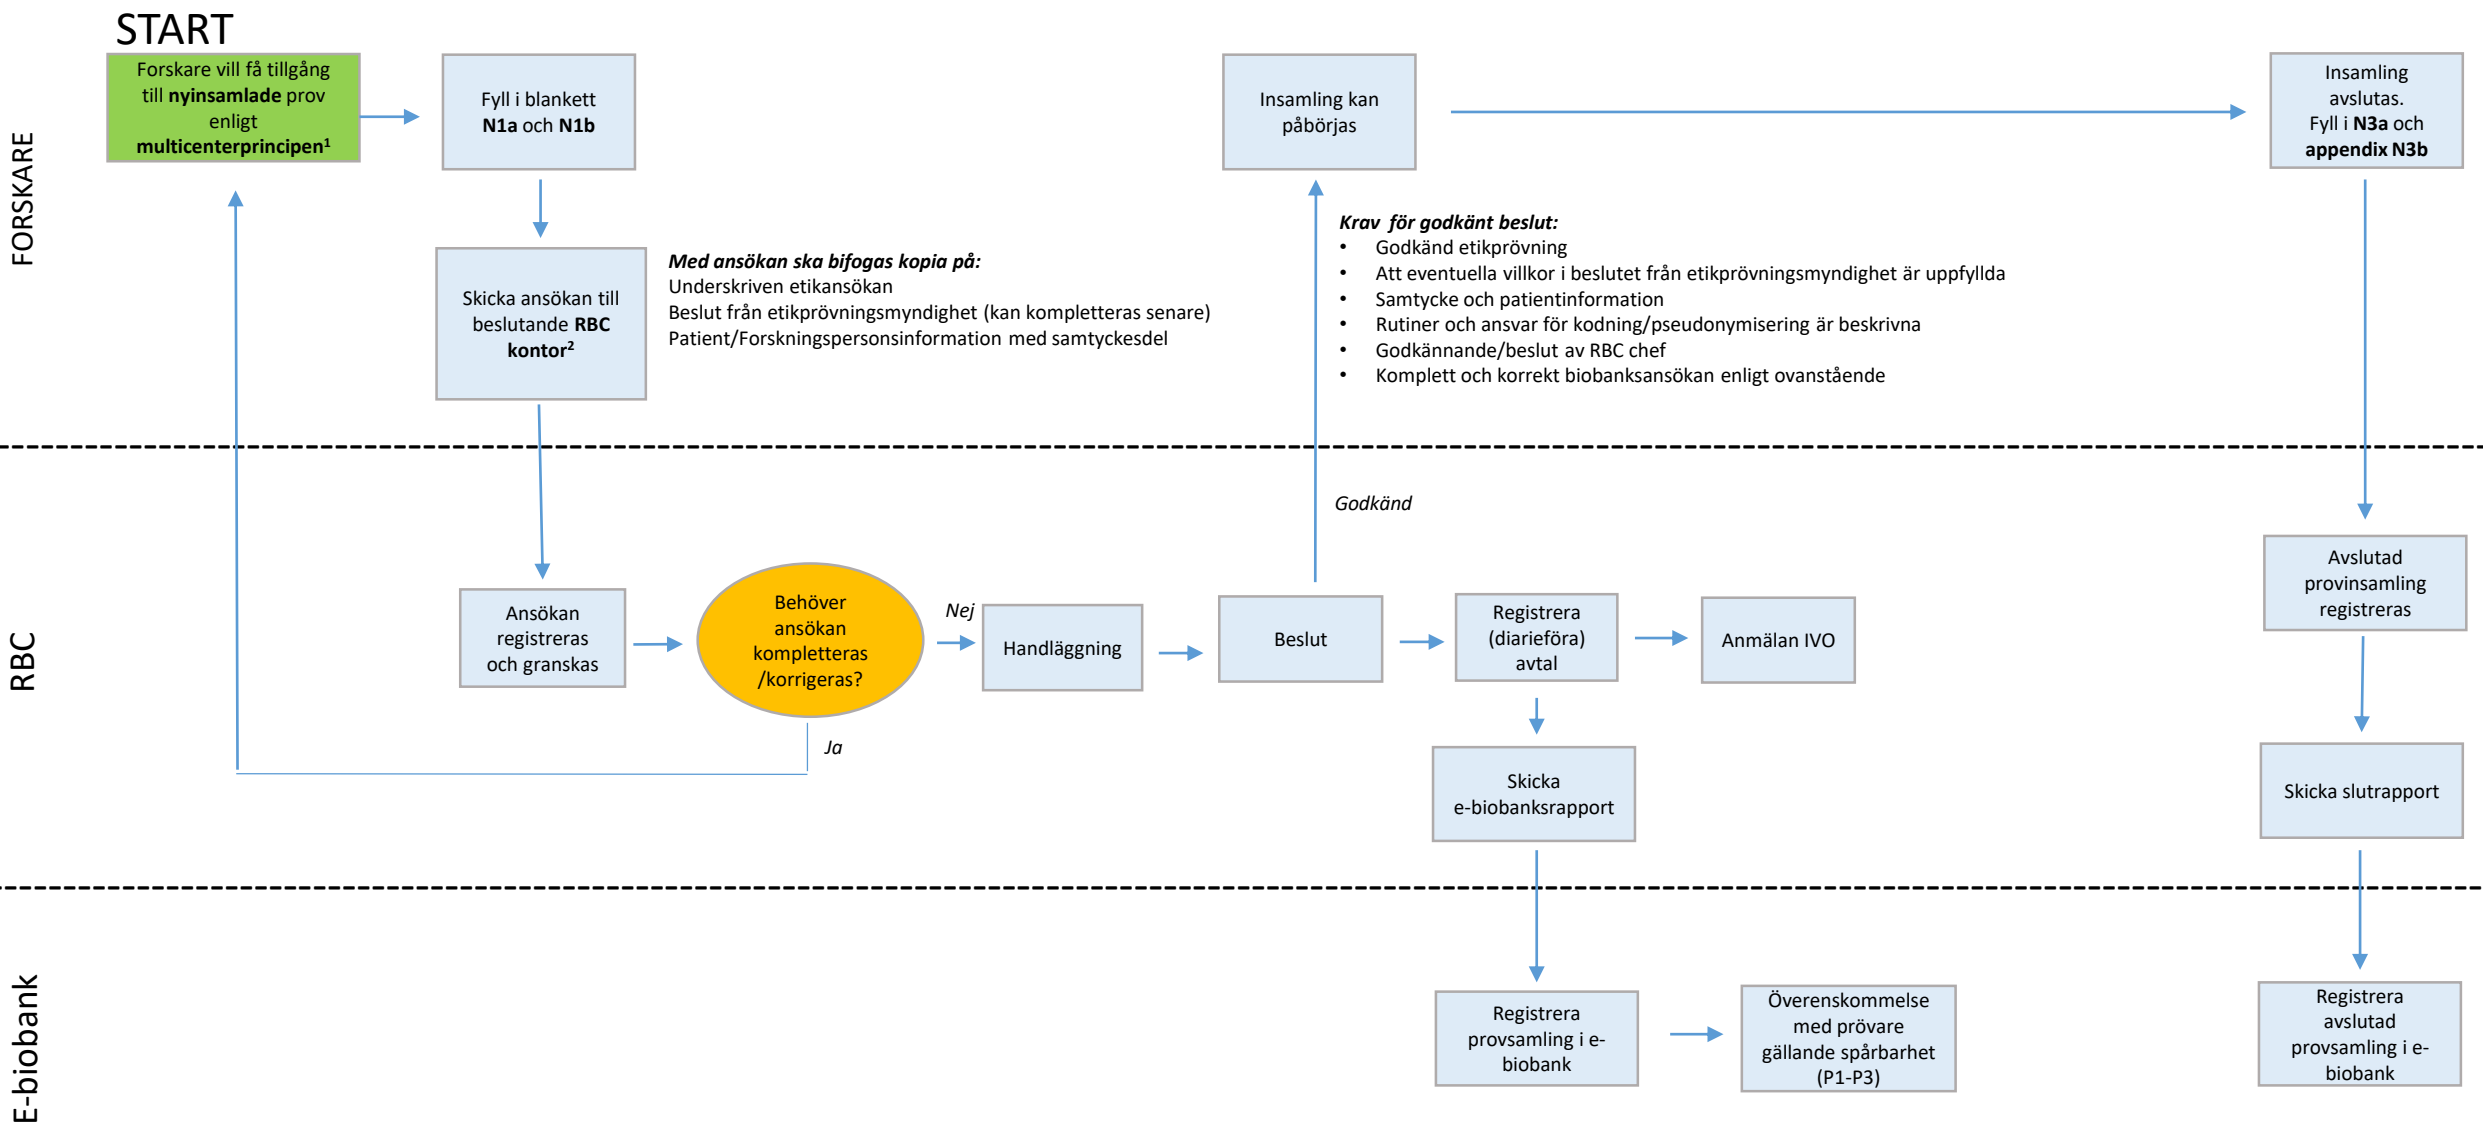 START
FORSKARE
Forskare vill få tillgång
till nyinsamlade prov
enligt
multicenterprincipen¹
Fyll i blankett
N1a och N1b
Insamling kan
påbörjas
Insamling
avslutas.
Fyll i N3a och
appendix N3b
Skicka ansökan till
beslutande RBC
kontor²
Med ansökan ska bifogas kopia på:
Underskriven etikansökan
Beslut från etikprövningsmyndighet (kan kompletteras senare)
Patient/Forskningspersonsinformation med samtyckesdel
Krav för godkänt beslut:
• Godkänd etikprövning
• Att eventuella villkor i beslutet från etikprövningsmyndighet är uppfyllda
• Samtycke och patientinformation
• Rutiner och ansvar för kodning/pseudonymisering är beskrivna
• Godkännande/beslut av RBC chef
• Komplett och korrekt biobanksansökan enligt ovanstående
RBC
Godkänd
Ansökan
registreras
och granskas
Behöver
ansökan
kompletteras
/korrigeras?
Nej
Ja
Handläggning
Beslut
Registrera
(diarieföra)
avtal
Anmälan IVO
Avslutad
provinsamling
registreras
Skicka
e-biobanksrapport
Skicka slutrapport
E-biobank
Registrera
provsamling i e-
biobank
Överenskommelse
med prövare
gällande spårbarhet
(P1-P3)
Registrera
avslutad
provsamling i e-
biobank